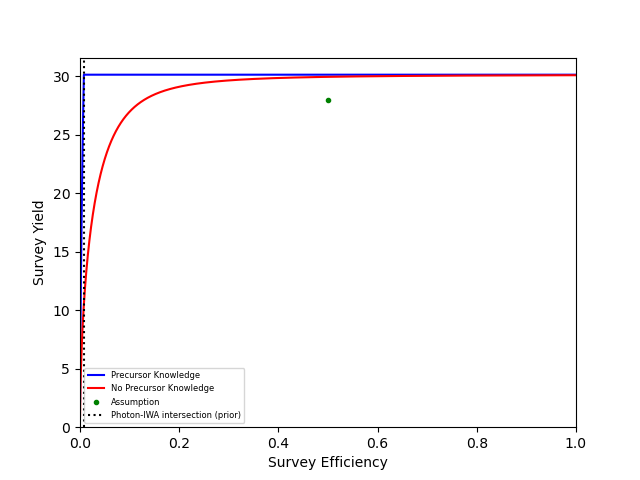 30
25
20
15
10
5
0
Survey Yield
Precursor Knowledge
No Precursor Knowledge
Assumption
Photon-IWA intersection (prior)
0.0 0.2 0.4 0.6 0.8 1.0
Survey Efficiency